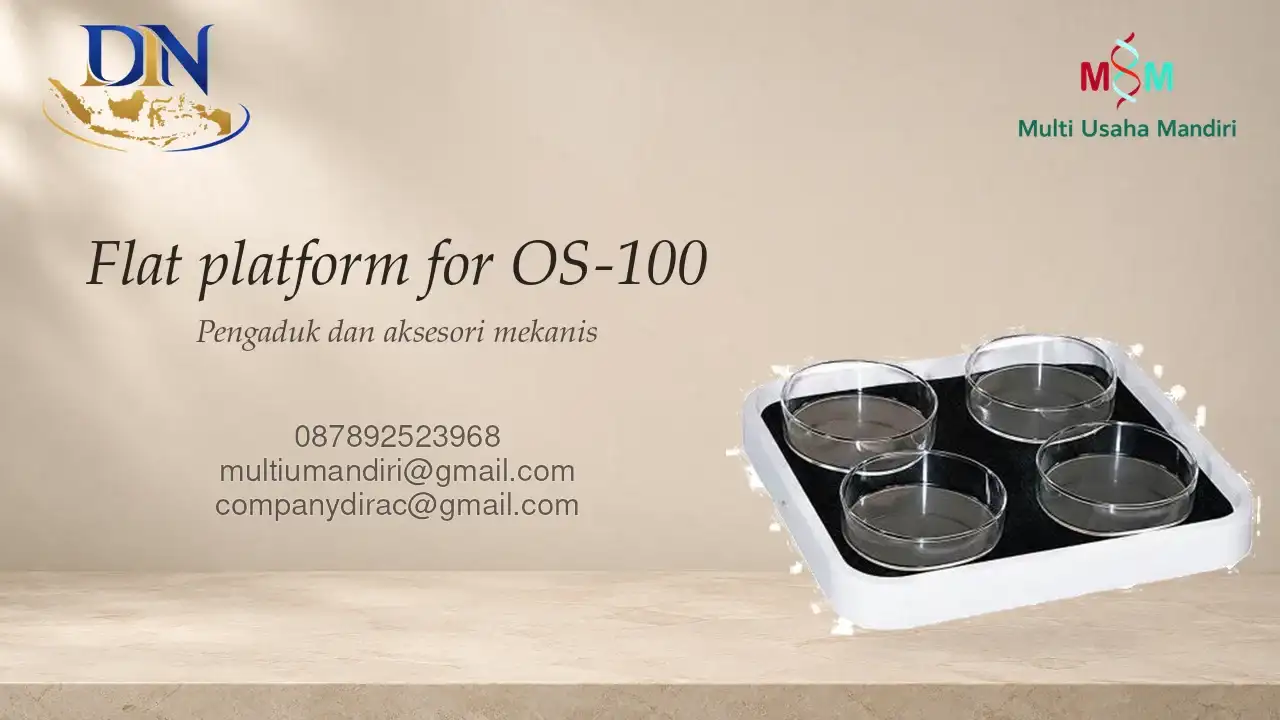 DN
M M
Multi Usaha Mandiri
Flat platform for OS-100
Pengaduk dan aksesori mekanis
087892523968
multiumandiri@gmail.com
companydirac@gmail.com